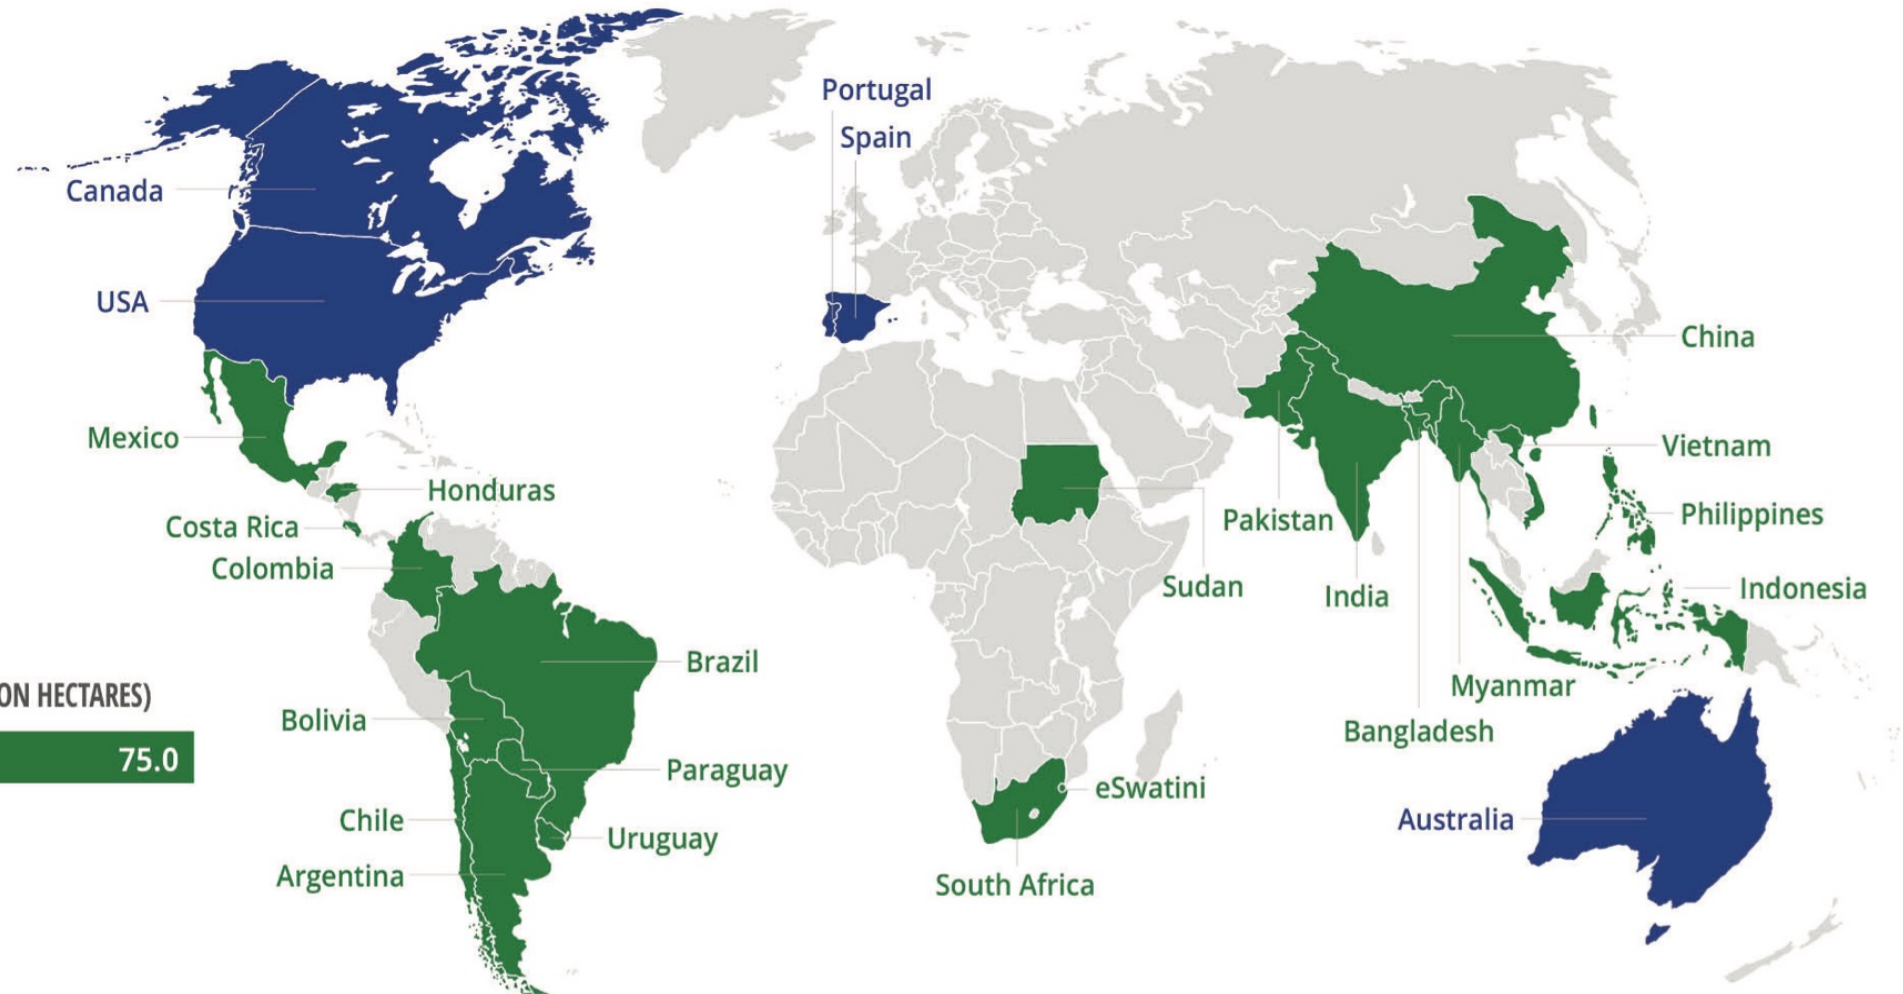 Portugal
Spain
Canada
USA
China
Mexico
Vietnam
Honduras
Pakistan
Philippines
Costa Rica
Colombia
Sudan
India
Indonesia
Brazil
Myanmar
ON HECTARES)
Bolivia
Bangladesh
75.0
Paraguay
eSwatini
Chile
Australia
Uruguay
Argentina
South Africa